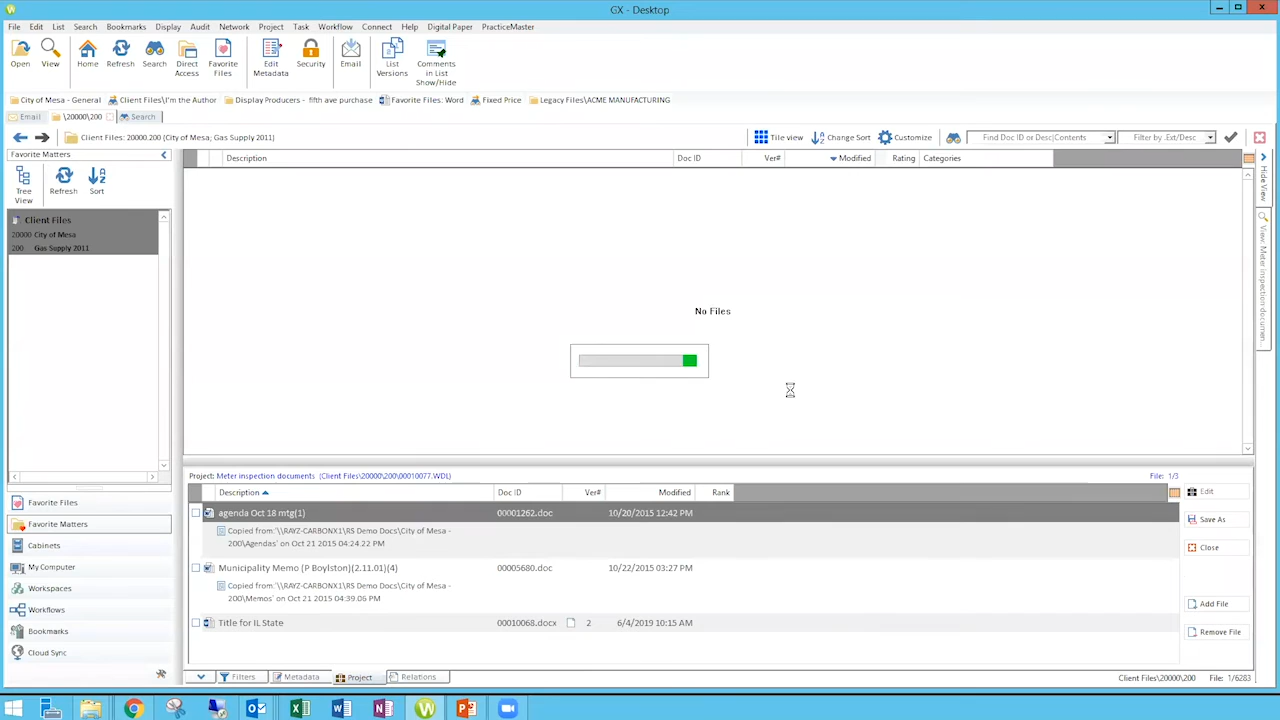 GX - Desktop
File Edit List Search Bookmarks Display Audit Network Project Task Workflow Connect Help Digital Paper PracticeMaster
Open View Home Refresh Search Direct Access Favorite Files Edit Metadata Security Email List Versions Comments in List Show/Hide
City of Mesa - General Client Files\I'm the Author Display Producers - fifth ave purchase Favorite Files: Word Fixed Price Legacy Files\ACME MANUFACTURING
Email \20000\200 Search
Client Files: 20000.200 (City of Mesa; Gas Supply 2011) Tile view Change Sort Customize Find Doc ID or Desc|Contents Filter by .Ext/Desc
Favorite Matters
Description Doc ID Ver# Modified Rating Categories
Hide View
View: Meter inspection documen...
Tree View Refresh Sort
Client Files
20000 City of Mesa
200 Gas Supply 2011
No Files
Project: Meter inspection documents (Client Files\20000\200\00010077.WDL) File: 1/3
Description Doc ID Ver# Modified Rank
Edit
agenda Oct 18 mtg(1) 00001262.doc 10/20/2015 12:42 PM
Save As
Copied from:'\\RAYZ-CARBONX1\RS Demo Docs\City of Mesa -
200\Agendas' on Oct 21 2015 04:24.22 PM
Close
Municipality Memo [P Boylston](2.11.01)(4) 00005680.doc 10/22/2015 03:27 PM
Copied from:'\\RAYZ-CARBONX1\RS Demo Docs\City of Mesa -
200\Memos' on Oct 21 2015 04:39.06 PM
Add File
Title for IL State 00010068.docx 2 6/4/2019 10:15 AM
Remove File
Favorite Files
Favorite Matters
Cabinets
My Computer
Workspaces
Workflows
Bookmarks
Cloud Sync
Filters Metadata Project Relations Client Files\20000\200 File: 1/6283